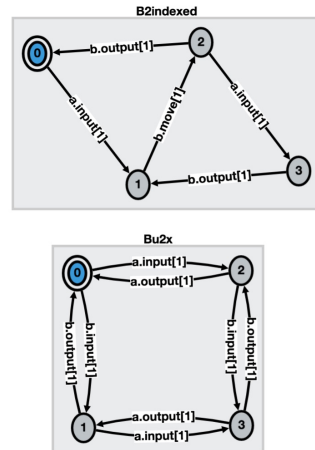 B2indexed
0
b.output[1]
2
a.input[1]
b.move[1]
a.input[1]
1
b.output[1]
3
Bu2x
0
a.input[1]
a.output[1]
2
b.output[1]
b.input[1]
b.input[1]
b.output[1]
1
a.output[1]
a.input[1]
3